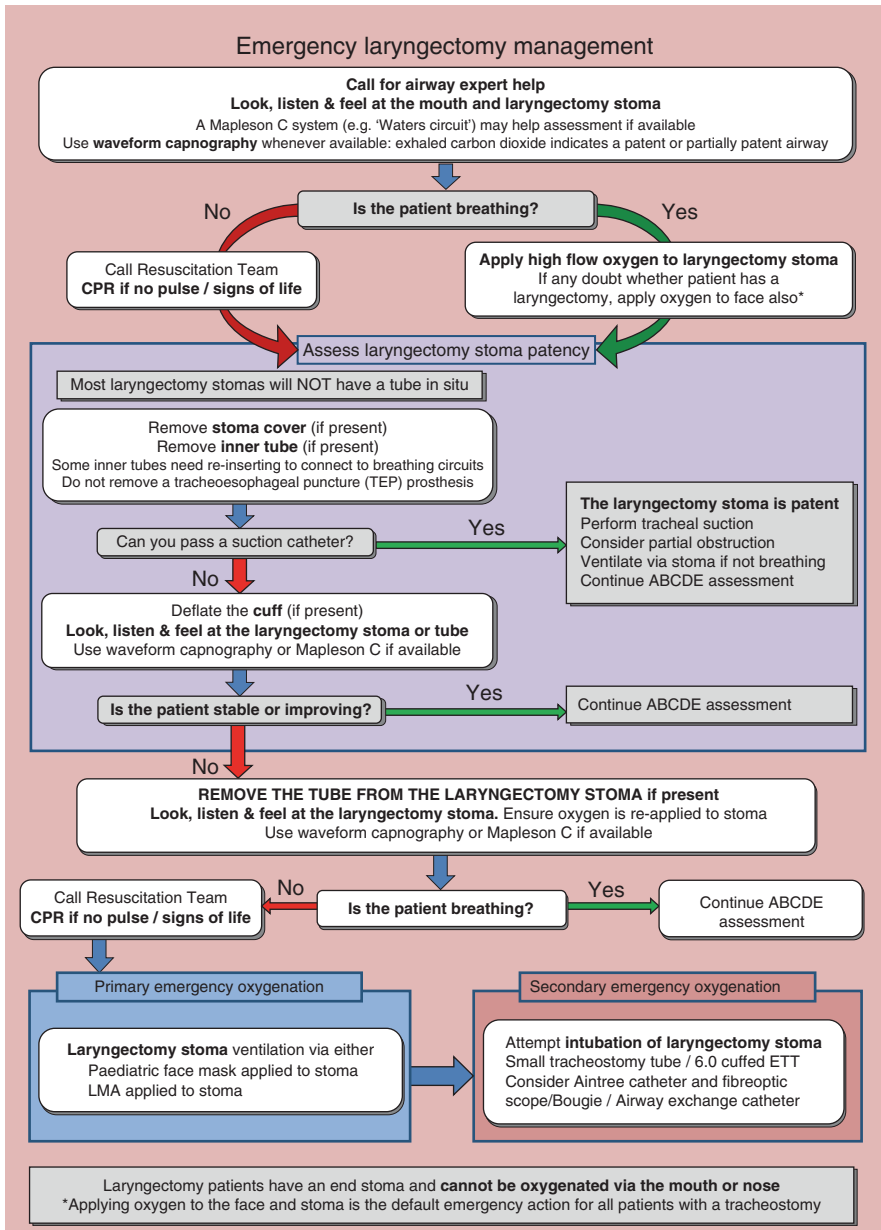 Emergency laryngectomy management
Call for airway expert help
Look, listen & feel at the mouth and laryngectomy stoma
A Mapleson C system (e.g. ‘Waters circuit’) may help assessment if available
Use waveform capnography whenever available: exhaled carbon dioxide indicates a patent or partially patent airway
Is the patient breathing?
No
Yes
Call Resuscitation Team
CPR if no pulse / signs of life
Apply high flow oxygen to laryngectomy stoma
If any doubt whether patient has a
laryngectomy, apply oxygen to face also*
Assess laryngectomy stoma patency
Most laryngectomy stomas will NOT have a tube in situ
Remove stoma cover (if present)
Remove inner tube (if present)
Some inner tubes need re-inserting to connect to breathing circuits
Do not remove a tracheoesophageal puncture (TEP) prosthesis
Can you pass a suction catheter?
Yes
The laryngectomy stoma is patent
Perform tracheal suction
Consider partial obstruction
Ventilate via stoma if not breathing
Continue ABCDE assessment
No
Deflate the cuff (if present)
Look, listen & feel at the laryngectomy stoma or tube
Use waveform capnography or Mapleson C if available
Is the patient stable or improving?
Yes
Continue ABCDE assessment
No
REMOVE THE TUBE FROM THE LARYNGECTOMY STOMA if present
Look, listen & feel at the laryngectomy stoma. Ensure oxygen is re-applied to stoma
Use waveform capnography or Mapleson C if available
Is the patient breathing?
No
Yes
Call Resuscitation Team
CPR if no pulse / signs of life
Continue ABCDE
assessment
Primary emergency oxygenation
Laryngectomy stoma ventilation via either
Paediatric face mask applied to stoma
LMA applied to stoma
Secondary emergency oxygenation
Attempt intubation of laryngectomy stoma
Small tracheostomy tube / 6.0 cuffed ETT
Consider Aintree catheter and fibreoptic
scope/Bougie / Airway exchange catheter
Laryngectomy patients have an end stoma and cannot be oxygenated via the mouth or nose
*Applying oxygen to the face and stoma is the default emergency action for all patients with a tracheostomy